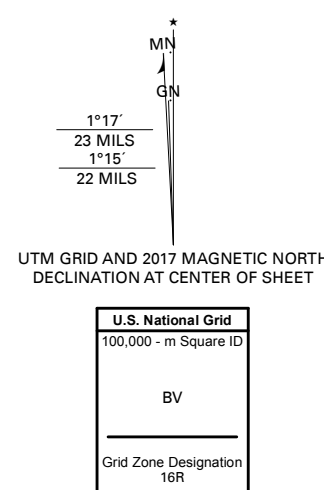 ★
MN
GN
1°17´
23 MILS
1°15´
22 MILS
UTM GRID AND 2017 MAGNETIC NORTH
DECLINATION AT CENTER OF SHEET
U.S. National Grid
100,000 - m Square ID
BV
Grid Zone Designation
16R